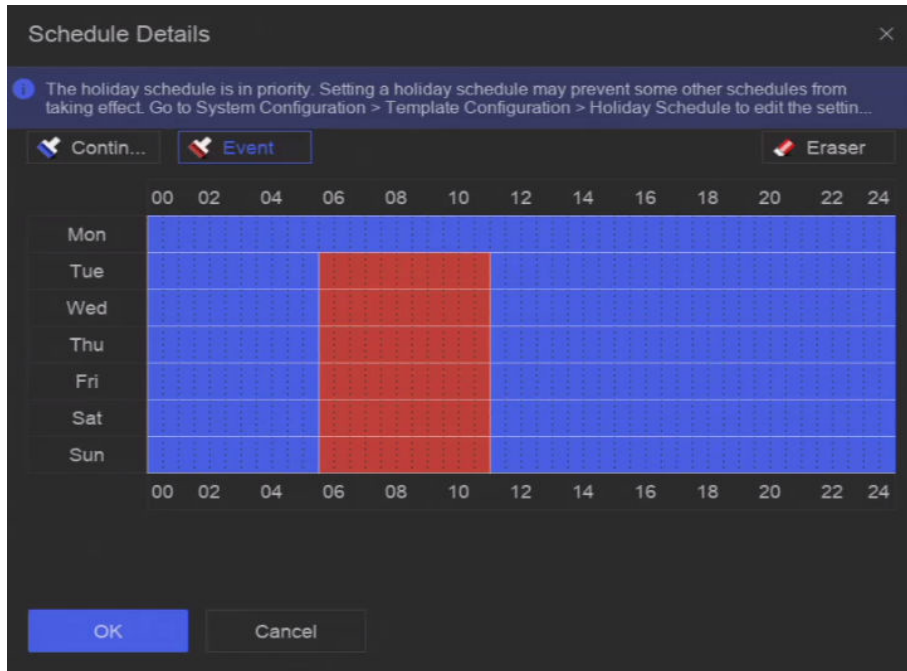 Schedule Details
The holiday schedule is in priority. Setting a holiday schedule may prevent some other schedules from
taking effect. Go to System Configuration > Template Configuration > Holiday Schedule to edit the settin...
Contin... Event Eraser
00 02 04 06 08 10 12 14 16 18 20 22 24
Mon
Tue
Wed
Thu
Fri
Sat
Sun
00 02 04 06 08 10 12 14 16 18 20 22 24
OK Cancel